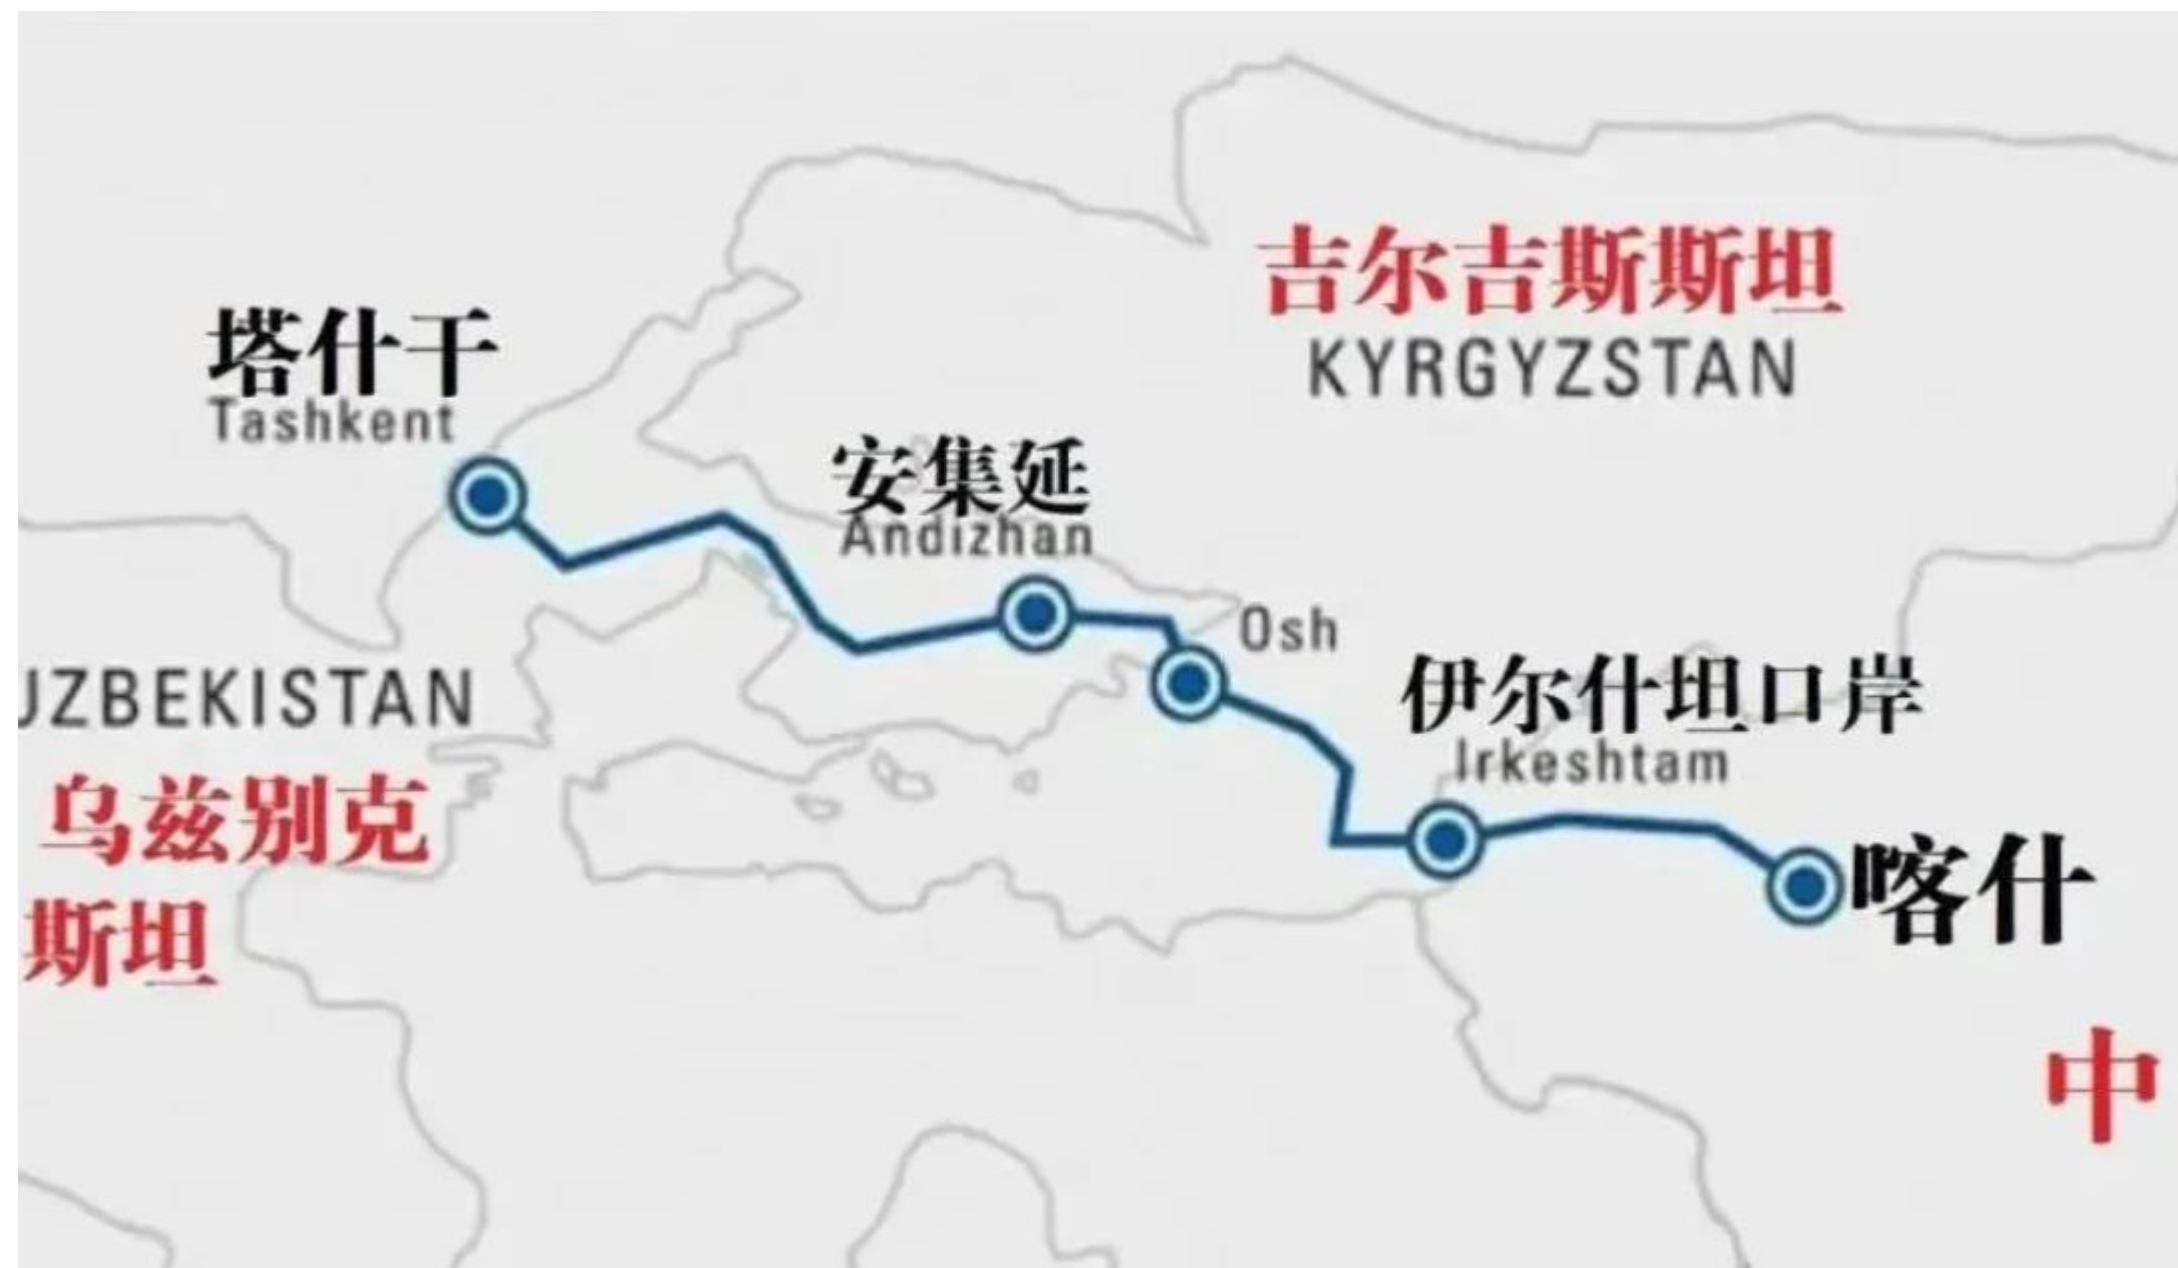 吉尔吉斯斯坦
KYRGYZSTAN
塔什干
Tashkent
安集延
Andizhan
Osh
伊尔什坦口岸
Irkeshtam
UZBEKISTAN
乌兹别克
斯坦
喀什
中